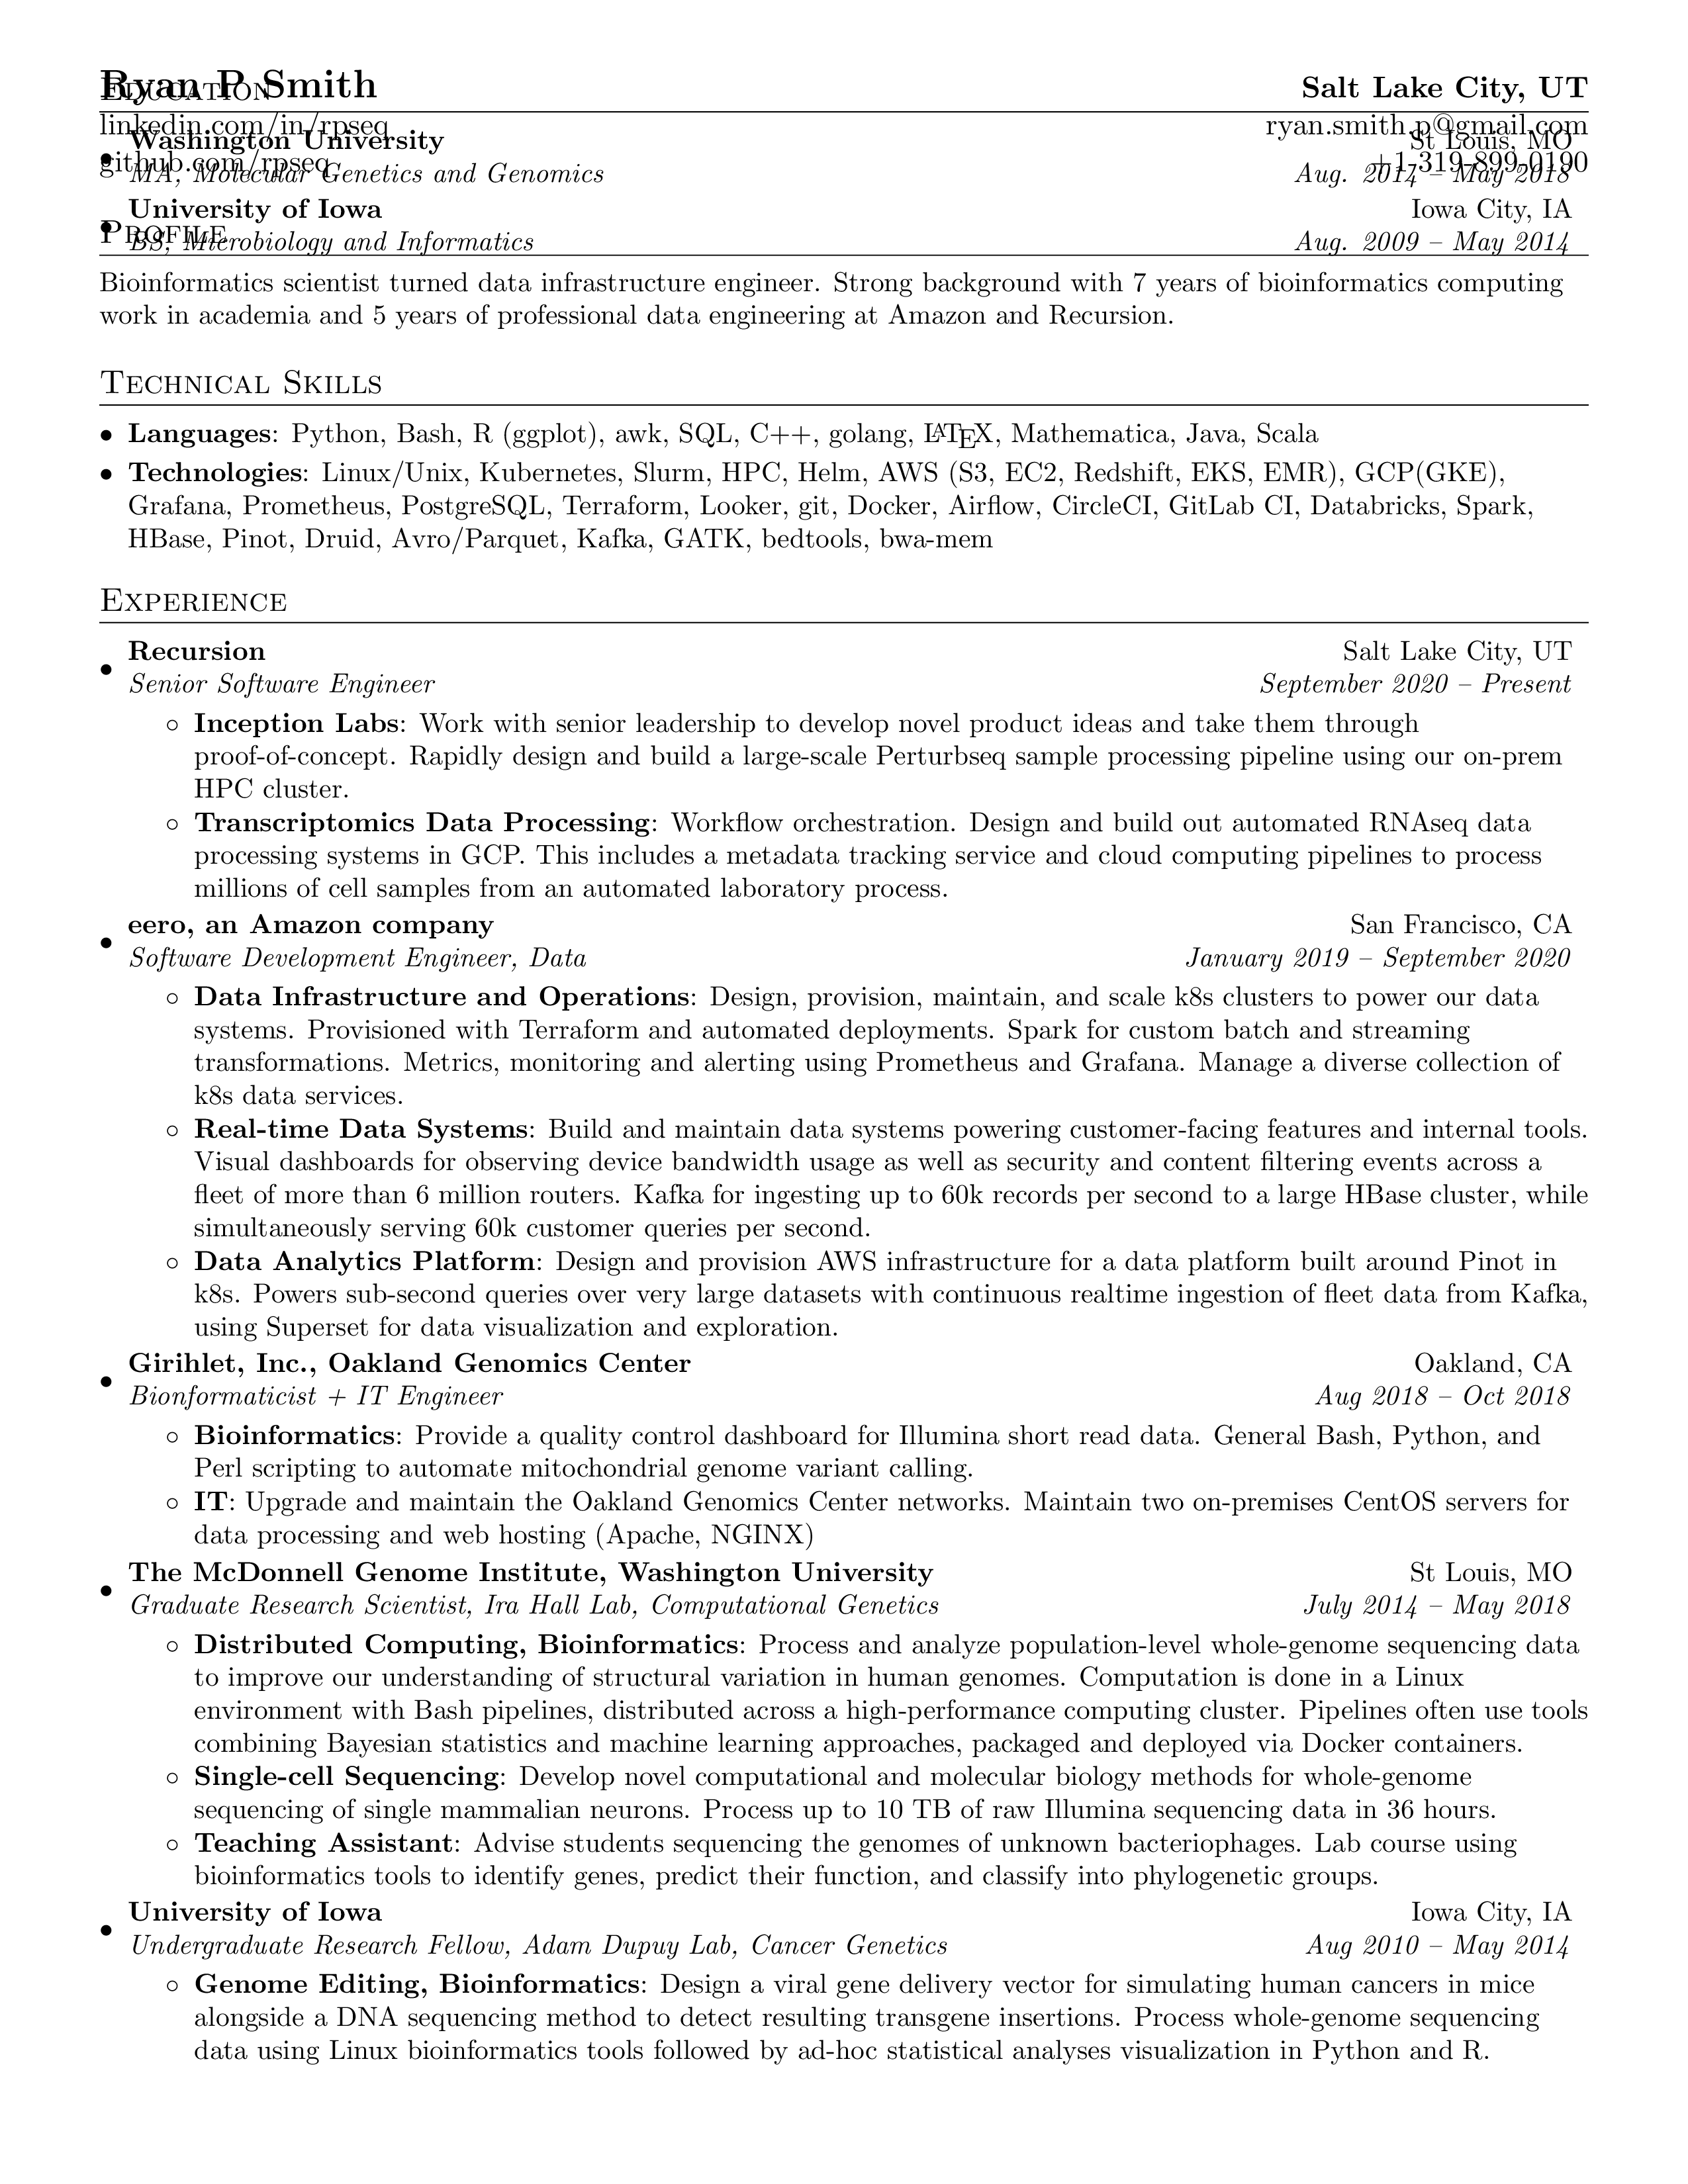 Ryan P Smith
Salt Lake City, UT
linkedin.com/in/rpseq
ryan.smith.p@gmail.com
github.com/rpseq
+1-319-899-0190
Education
• Washington University
St Louis, MO
MA, Molecular Genetics and Genomics
Aug. 2014 – May 2018
• University of Iowa
Iowa City, IA
BS, Microbiology and Informatics
Aug. 2009 – May 2014
Profile
Bioinformatics scientist turned data infrastructure engineer. Strong background with 7 years of bioinformatics computing
work in academia and 5 years of professional data engineering at Amazon and Recursion.
Technical Skills
• Languages: Python, Bash, R (ggplot), awk, SQL, C++, golang, LATEX, Mathematica, Java, Scala
• Technologies: Linux/Unix, Kubernetes, Slurm, HPC, Helm, AWS (S3, EC2, Redshift, EKS, EMR), GCP(GKE),
Grafana, Prometheus, PostgreSQL, Terraform, Looker, git, Docker, Airflow, CircleCI, GitLab CI, Databricks, Spark,
HBase, Pinot, Druid, Avro/Parquet, Kafka, GATK, bedtools, bwa-mem
Experience
• Recursion
Salt Lake City, UT
Senior Software Engineer
September 2020 – Present
◦ Inception Labs: Work with senior leadership to develop novel product ideas and take them through
proof-of-concept. Rapidly design and build a large-scale Perturbseq sample processing pipeline using our on-prem
HPC cluster.
◦ Transcriptomics Data Processing: Workflow orchestration. Design and build out automated RNAseq data
processing systems in GCP. This includes a metadata tracking service and cloud computing pipelines to process
millions of cell samples from an automated laboratory process.
• eero, an Amazon company
San Francisco, CA
Software Development Engineer, Data
January 2019 – September 2020
◦ Data Infrastructure and Operations: Design, provision, maintain, and scale k8s clusters to power our data
systems. Provisioned with Terraform and automated deployments. Spark for custom batch and streaming
transformations. Metrics, monitoring and alerting using Prometheus and Grafana. Manage a diverse collection of
k8s data services.
◦ Real-time Data Systems: Build and maintain data systems powering customer-facing features and internal tools.
Visual dashboards for observing device bandwidth usage as well as security and content filtering events across a
fleet of more than 6 million routers. Kafka for ingesting up to 60k records per second to a large HBase cluster, while
simultaneously serving 60k customer queries per second.
◦ Data Analytics Platform: Design and provision AWS infrastructure for a data platform built around Pinot in
k8s. Powers sub-second queries over very large datasets with continuous realtime ingestion of fleet data from Kafka,
using Superset for data visualization and exploration.
• Girihlet, Inc., Oakland Genomics Center
Oakland, CA
Bionformaticist + IT Engineer
Aug 2018 – Oct 2018
◦ Bioinformatics: Provide a quality control dashboard for Illumina short read data. General Bash, Python, and
Perl scripting to automate mitochondrial genome variant calling.
◦ IT: Upgrade and maintain the Oakland Genomics Center networks. Maintain two on-premises CentOS servers for
data processing and web hosting (Apache, NGINX)
• The McDonnell Genome Institute, Washington University
St Louis, MO
Graduate Research Scientist, Ira Hall Lab, Computational Genetics
July 2014 – May 2018
◦ Distributed Computing, Bioinformatics: Process and analyze population-level whole-genome sequencing data
to improve our understanding of structural variation in human genomes. Computation is done in a Linux
environment with Bash pipelines, distributed across a high-performance computing cluster. Pipelines often use tools
combining Bayesian statistics and machine learning approaches, packaged and deployed via Docker containers.
◦ Single-cell Sequencing: Develop novel computational and molecular biology methods for whole-genome
sequencing of single mammalian neurons. Process up to 10 TB of raw Illumina sequencing data in 36 hours.
◦ Teaching Assistant: Advise students sequencing the genomes of unknown bacteriophages. Lab course using
bioinformatics tools to identify genes, predict their function, and classify into phylogenetic groups.
• University of Iowa
Iowa City, IA
Undergraduate Research Fellow, Adam Dupuy Lab, Cancer Genetics
Aug 2010 – May 2014
◦ Genome Editing, Bioinformatics: Design a viral gene delivery vector for simulating human cancers in mice
alongside a DNA sequencing method to detect resulting transgene insertions. Process whole-genome sequencing
data using Linux bioinformatics tools followed by ad-hoc statistical analyses visualization in Python and R.